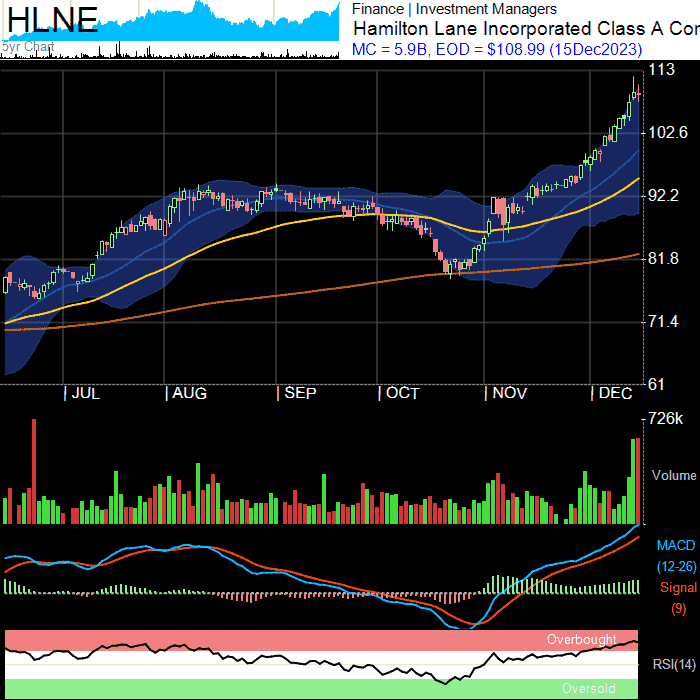 HLNE
5yr Chart
Finance | Investment Managers
Hamilton Lane Incorporated Class A Cor
MC = 5.9B, EOD = $108.99 (15Dec2023)
113
102.6
92.2
81.8
71.4
61
| JUL | AUG | SEP | OCT | NOV | DEC
726k
Volume
MACD
(12-26)
Signal
(9)
Overbought
RSI(14)
Oversold